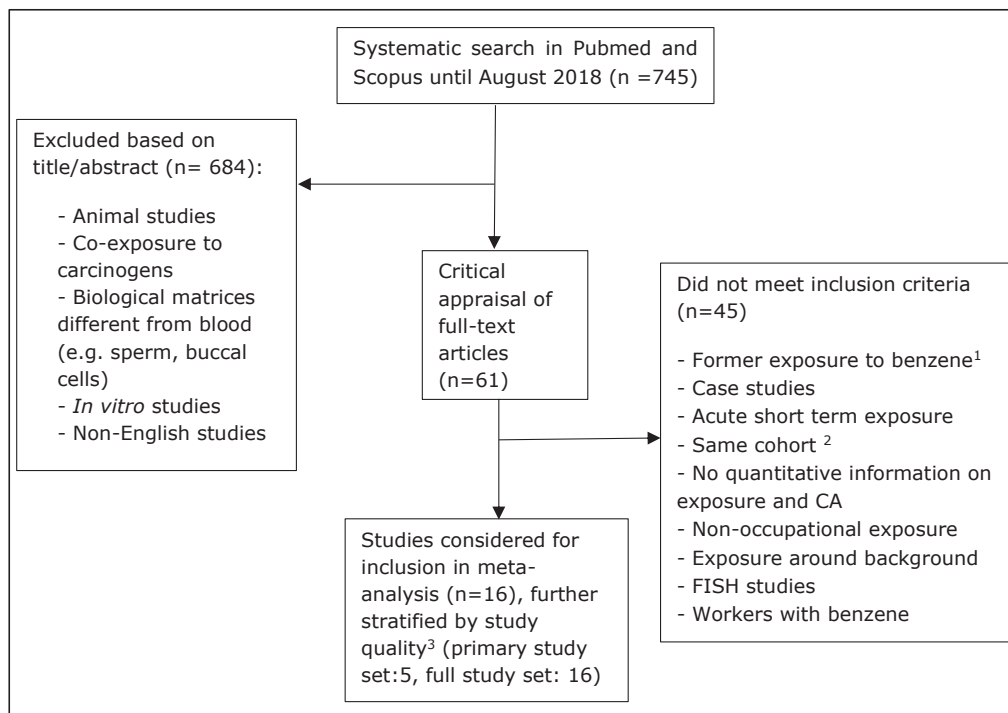 Systematic search in Pubmed and
Scopus until August 2018 (n =745)
Excluded based on
title/abstract (n= 684):
- Animal studies
- Co-exposure to
carcinogens
- Biological matrices
different from blood
(e.g. sperm, buccal
cells)
- In vitro studies
- Non-English studies
Critical
appraisal of
full-text
articles
(n=61)
Did not meet inclusion criteria
(n=45)
- Former exposure to benzene¹
- Case studies
- Acute short term exposure
- Same cohort ²
- No quantitative information on
exposure and CA
- Non-occupational exposure
- Exposure around background
- FISH studies
- Workers with benzene
Studies considered for
inclusion in meta-
analysis (n=16), further
stratified by study
quality³ (primary study
set:5, full study set: 16)